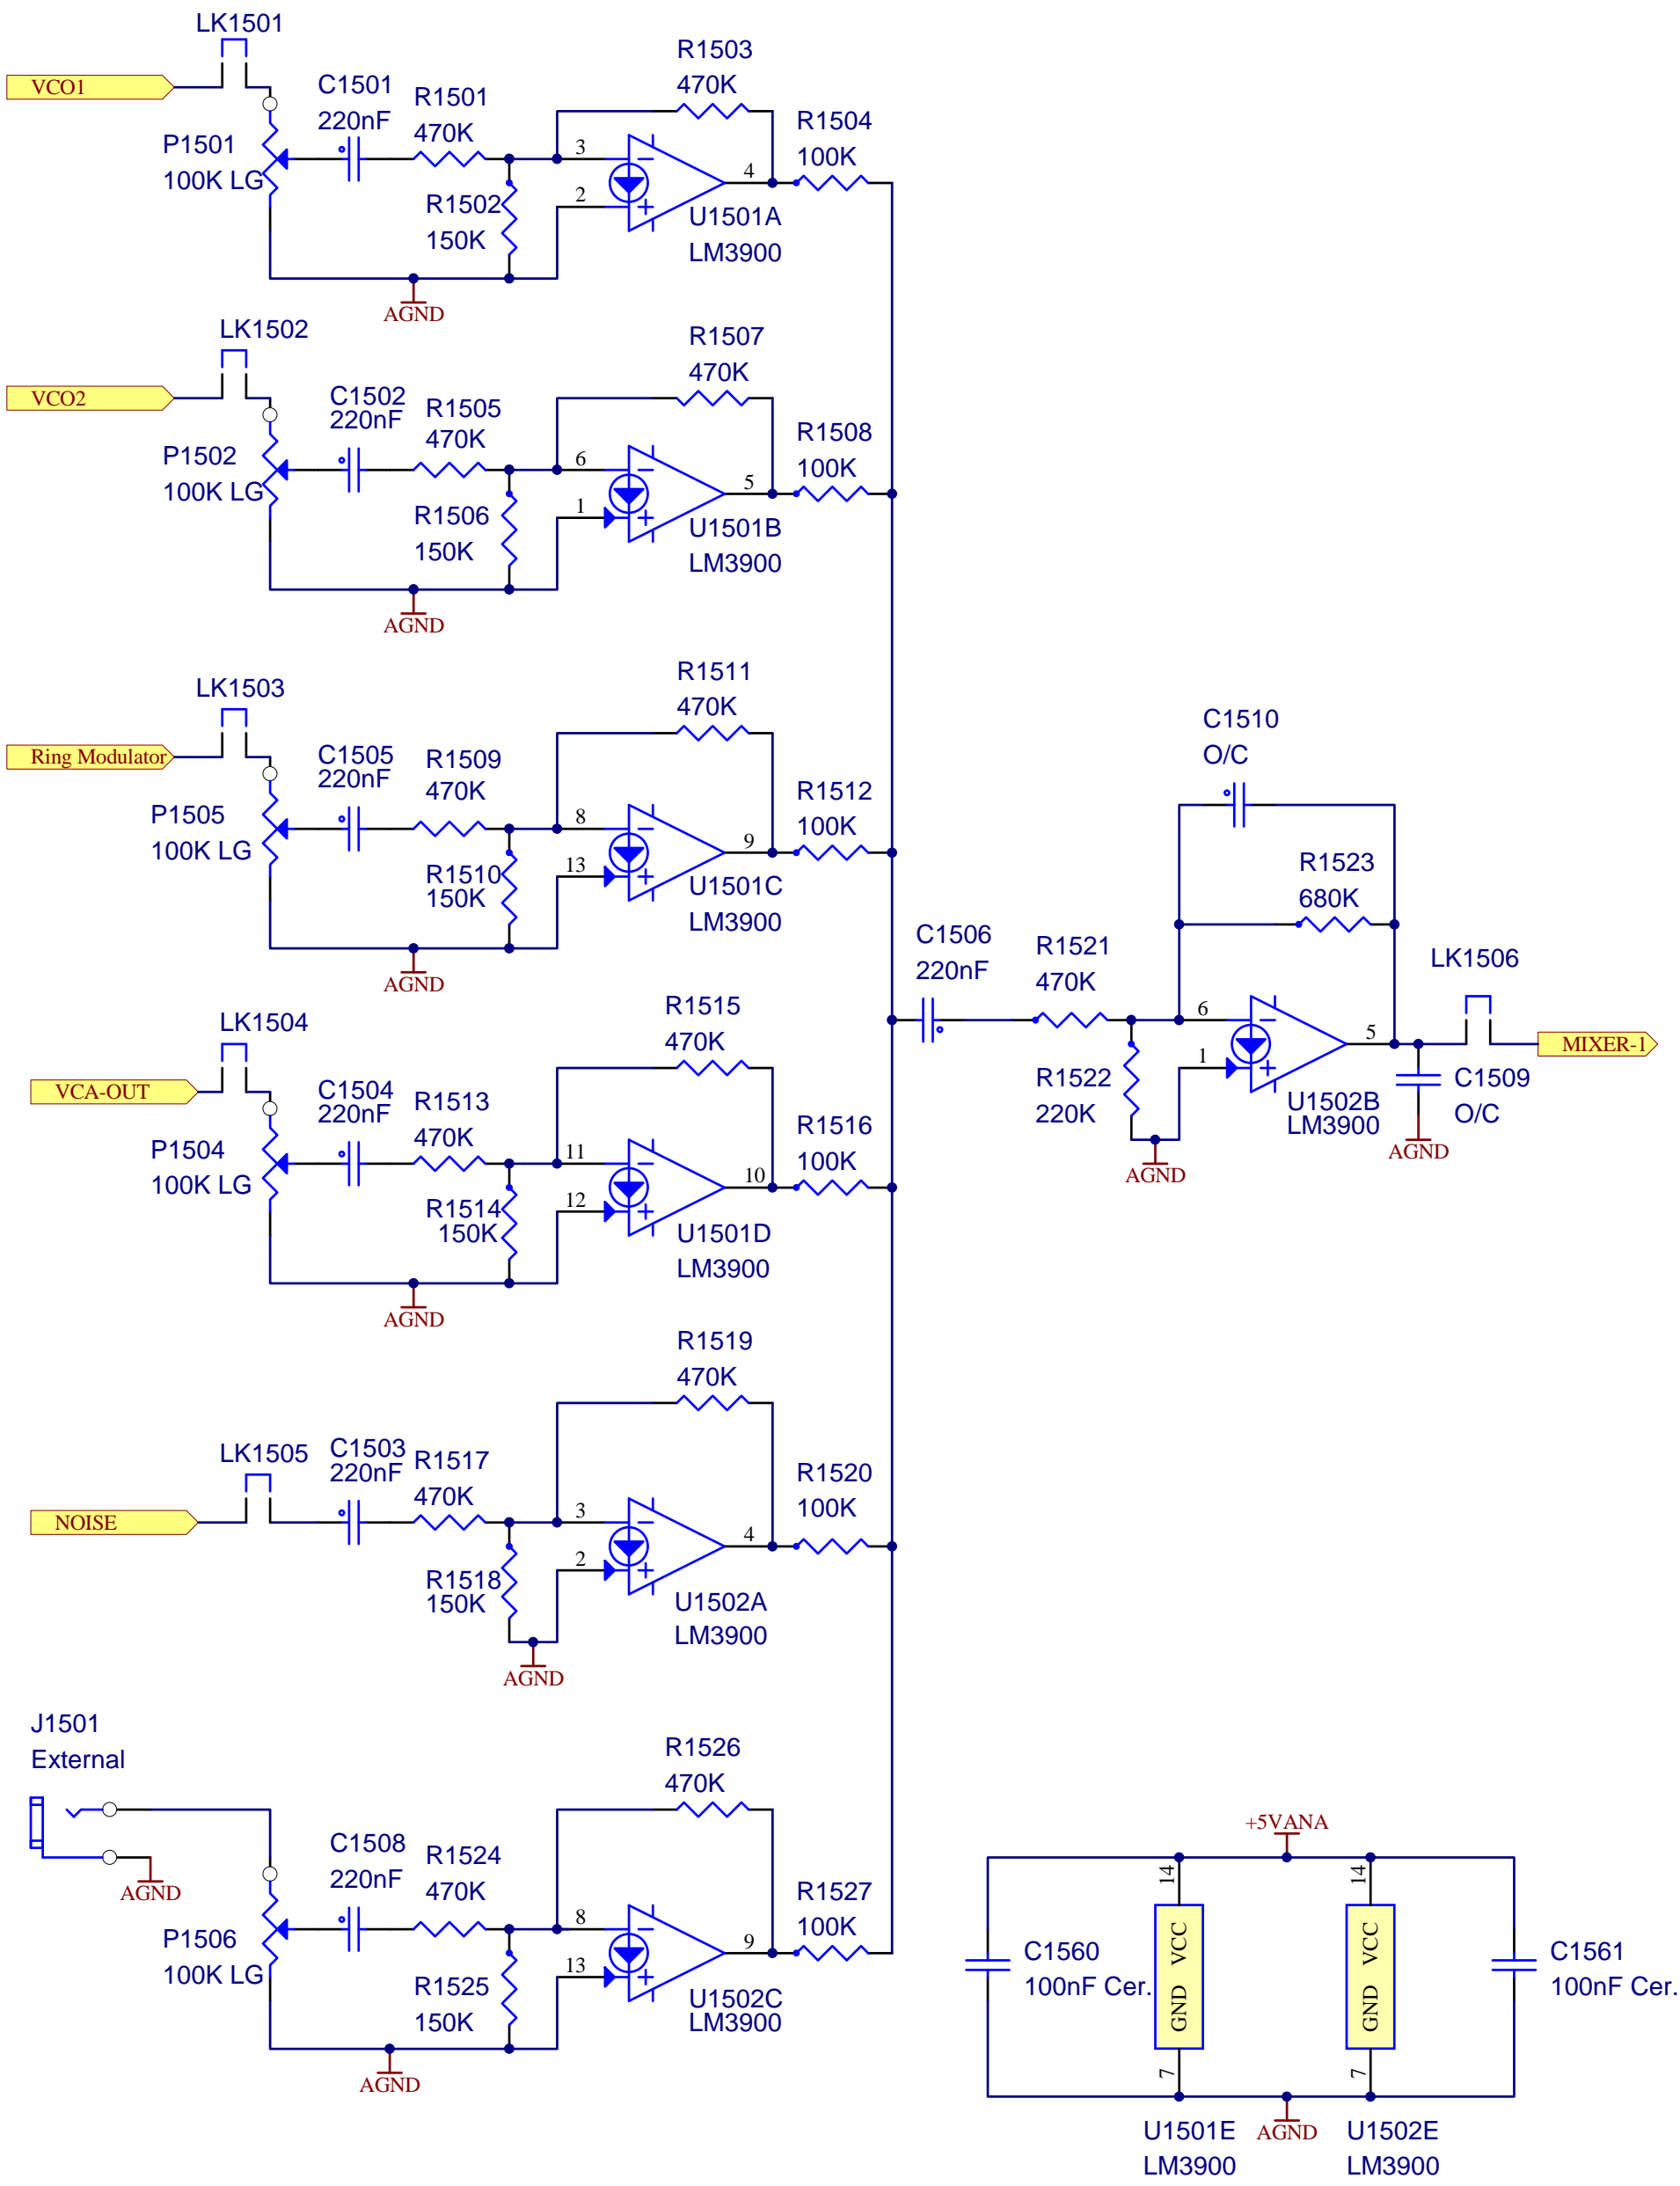 LK1501
VCO1
P1501
100K LG
C1501
220nF
R1501
470K
R1502
150K
R1503
470K
3
2
4
U1501A
LM3900
R1504
100K
AGND
LK1502
VCO2
P1502
100K LG
C1502
220nF
R1505
470K
R1506
150K
R1507
470K
6
1
5
U1501B
LM3900
R1508
100K
AGND
LK1503
Ring Modulator
P1505
100K LG
C1505
220nF
R1509
470K
R1510
150K
R1511
470K
8
13
9
U1501C
LM3900
R1512
100K
AGND
LK1504
VCA-OUT
P1504
100K LG
C1504
220nF
R1513
470K
R1514
150K
R1515
470K
11
12
10
U1501D
LM3900
R1516
100K
AGND
LK1505
NOISE
C1503
220nF
R1517
470K
R1518
150K
R1519
470K
3
2
4
U1502A
LM3900
R1520
100K
AGND
J1501
External
AGND
P1506
100K LG
C1508
220nF
R1524
470K
R1525
150K
R1526
470K
8
13
9
U1502C
LM3900
R1527
100K
AGND
C1506
220nF
R1521
470K
R1522
220K
AGND
C1510
O/C
R1523
680K
6
1
5
U1502B
LM3900
LK1506
MIXER-1
C1509
O/C
AGND
+5VANA
C1560
100nF Cer.
14
GND VCC
7
U1501E
LM3900
14
GND VCC
7
U1502E
LM3900
C1561
100nF Cer.
AGND